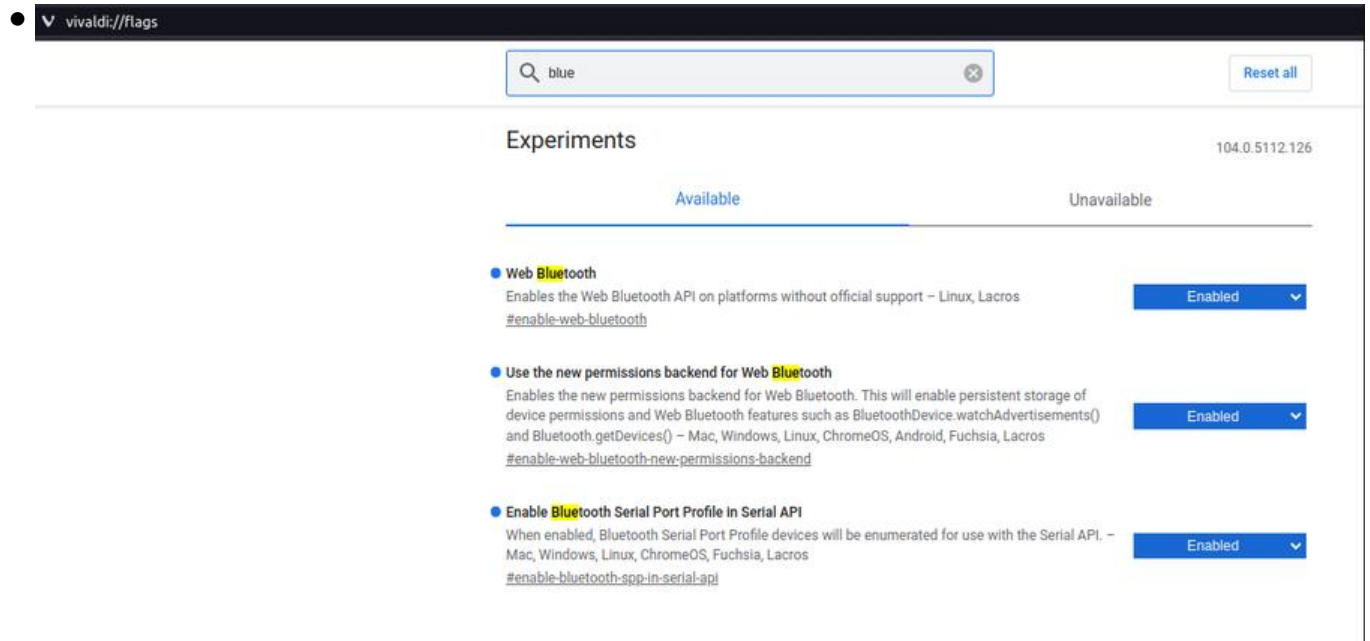 vivaldi://flags
blue
Reset all
Experiments
104.0.5112.126
Available
Unavailable
Web Bluetooth
Enables the Web Bluetooth API on platforms without official support – Linux, Lacros
Enabled
#enable-web-bluetooth
Use the new permissions backend for Web Bluetooth
Enables the new permissions backend for Web Bluetooth. This will enable persistent storage of
device permissions and Web Bluetooth features such as BluetoothDevice.watchAdvertisements()
Enabled
and Bluetooth.getDevices() – Mac, Windows, Linux, ChromeOS, Android, Fuchsia, Lacros
#enable-web-bluetooth-new-permissions-backend
Enable Bluetooth Serial Port Profile in Serial API
When enabled, Bluetooth Serial Port Profile devices will be enumerated for use with the Serial API. –
Enabled
Mac, Windows, Linux, ChromeOS, Fuchsia, Lacros
#enable-bluetooth-spp-in-serial-api